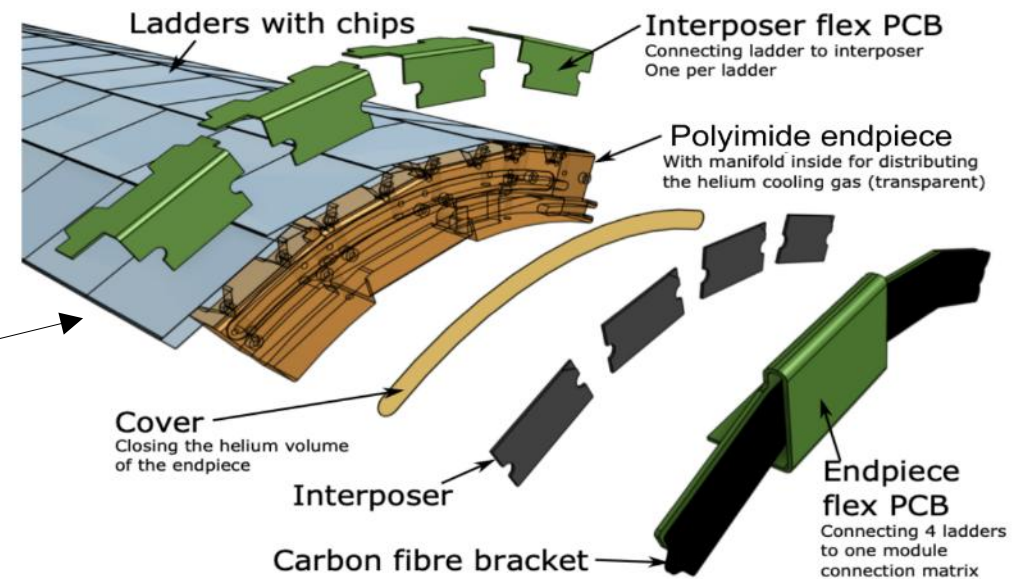 Ladders with chips
Interposer flex PCB
Connecting ladder to interposer
One per ladder
Polyimide endpiece
With manifold inside for distributing
the helium cooling gas (transparent)
Cover
Closing the helium volume
of the endpiece
Interposer
Carbon fibre bracket
Endpiece
flex PCB
Connecting 4 ladders
to one module
connection matrix